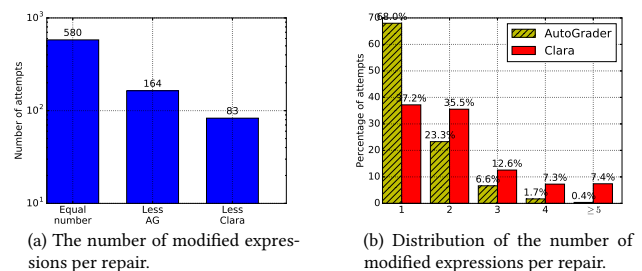 10³
580
164
83
10²
10¹
Number of attempts
Equal
number
Less
AG
Less
Clara
(a) The number of modified expres-
sions per repair.
70
68.0%
AutoGrader
Clara
60
50
40
37.2%
35.5%
30
23.3%
20
12.6%
10
6.6%
7.3%
7.4%
1.7%
0.4%
0
Percentage of attempts
1 2 3 4 ≥5
(b) Distribution of the number of
modified expressions per repair.